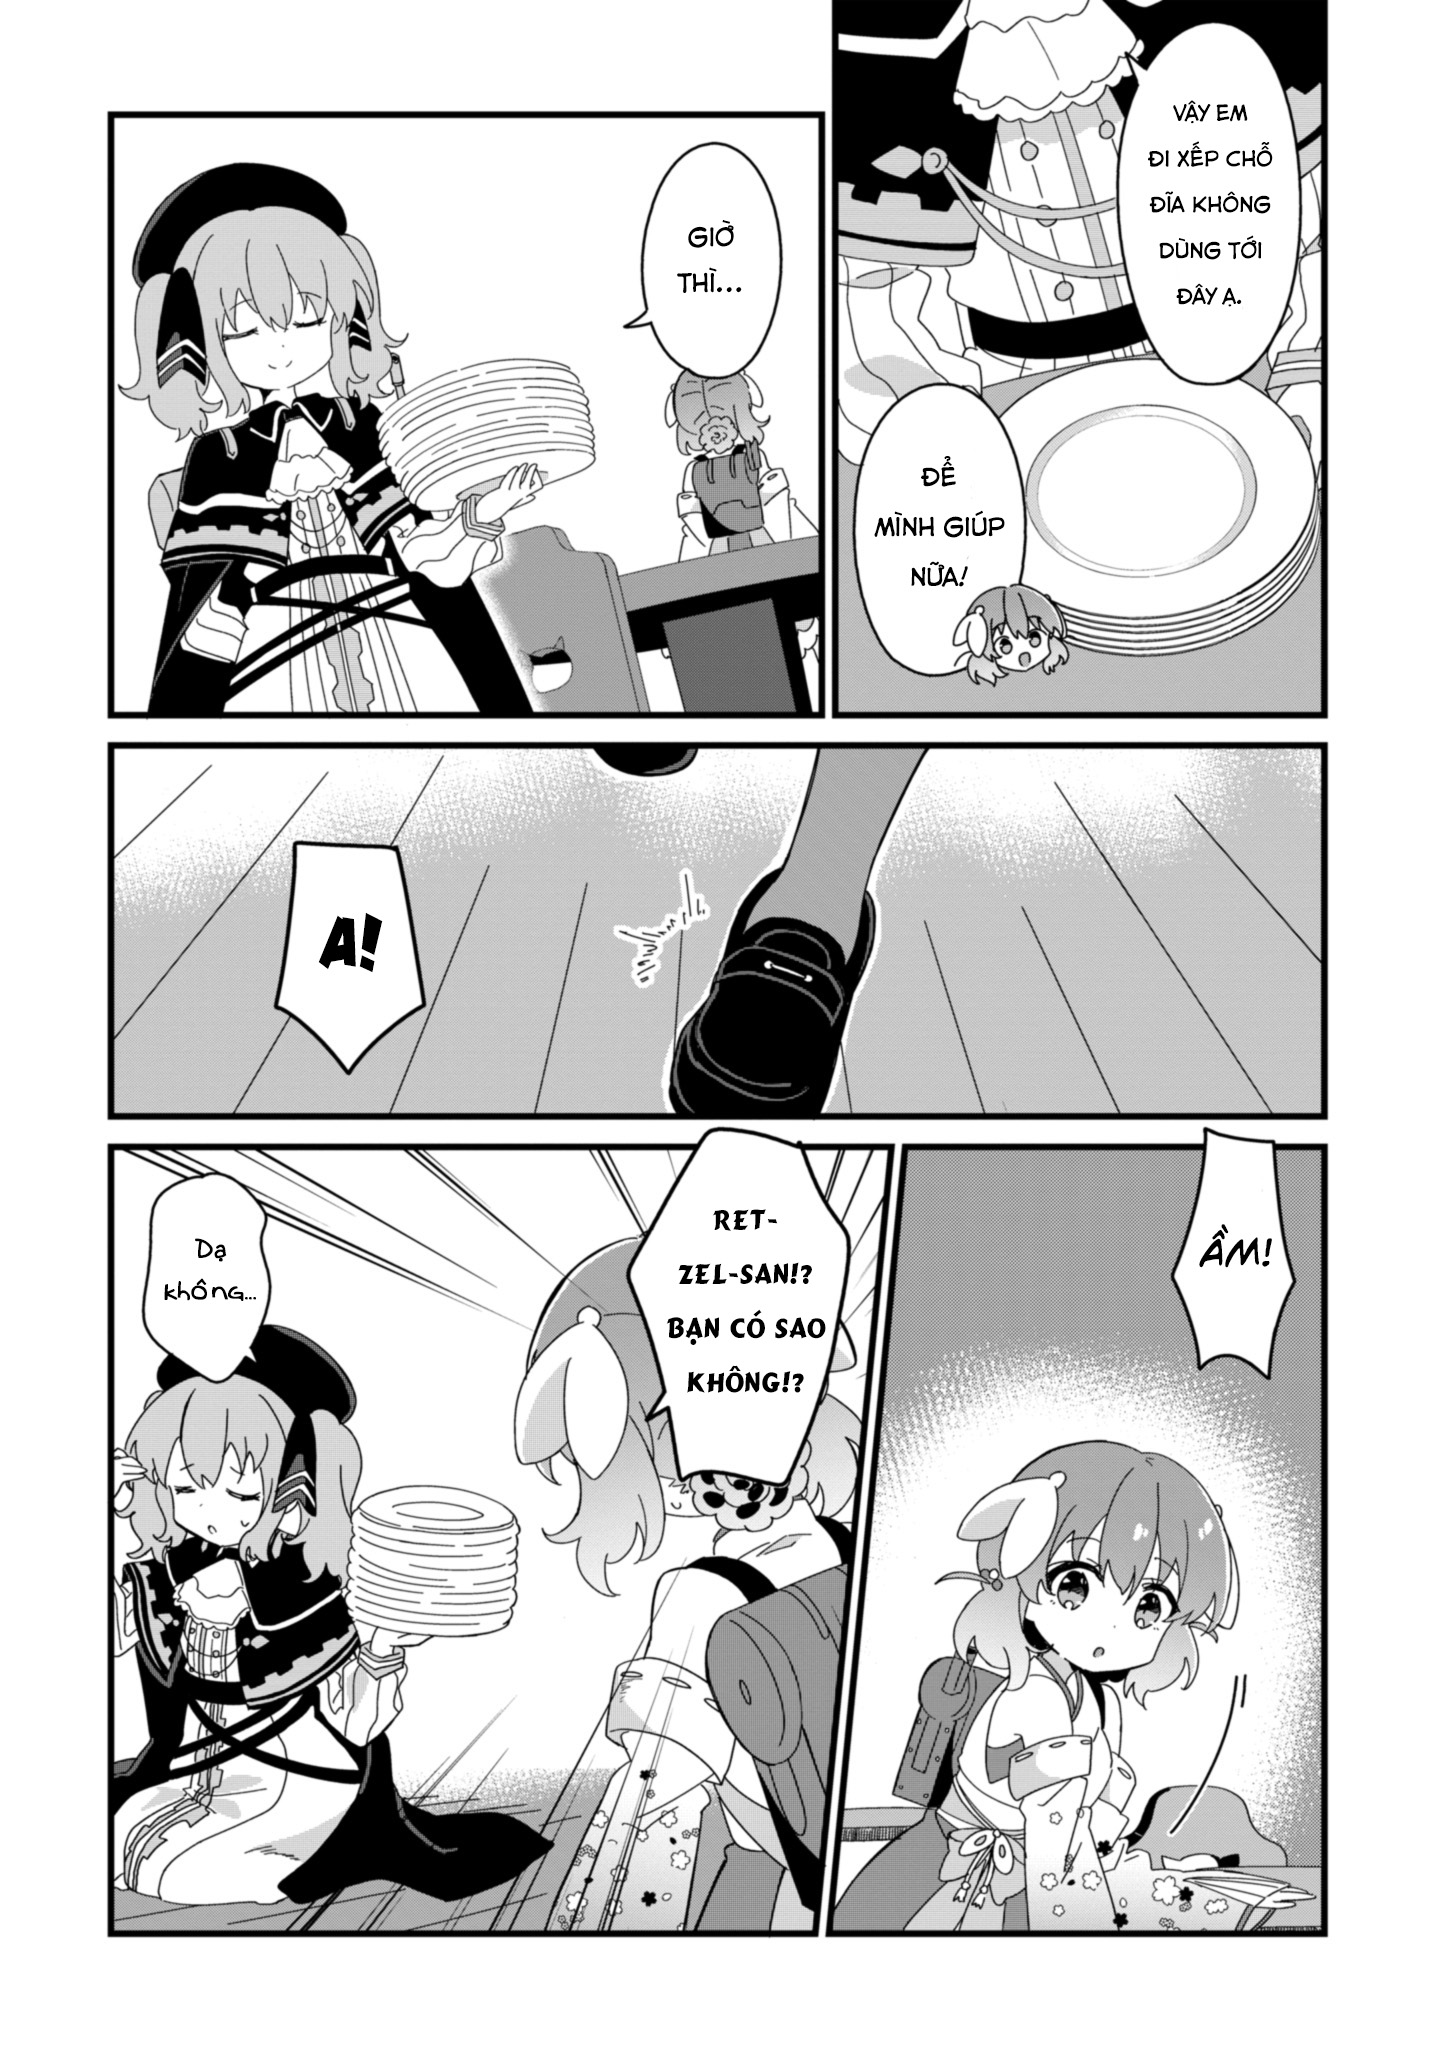 VẬY EM
ĐI XẾP CHỖ
ĐĨA KHÔNG
DÙNG TỚI
ĐÂY Ạ.
ĐỂ
MÌNH GIÚP
NỮA!
GIỜ
THÌ...
A!
ẦM!
RET-
ZEL-SAN!?
BẠN CÓ SAO
KHÔNG!?
Dạ
không...